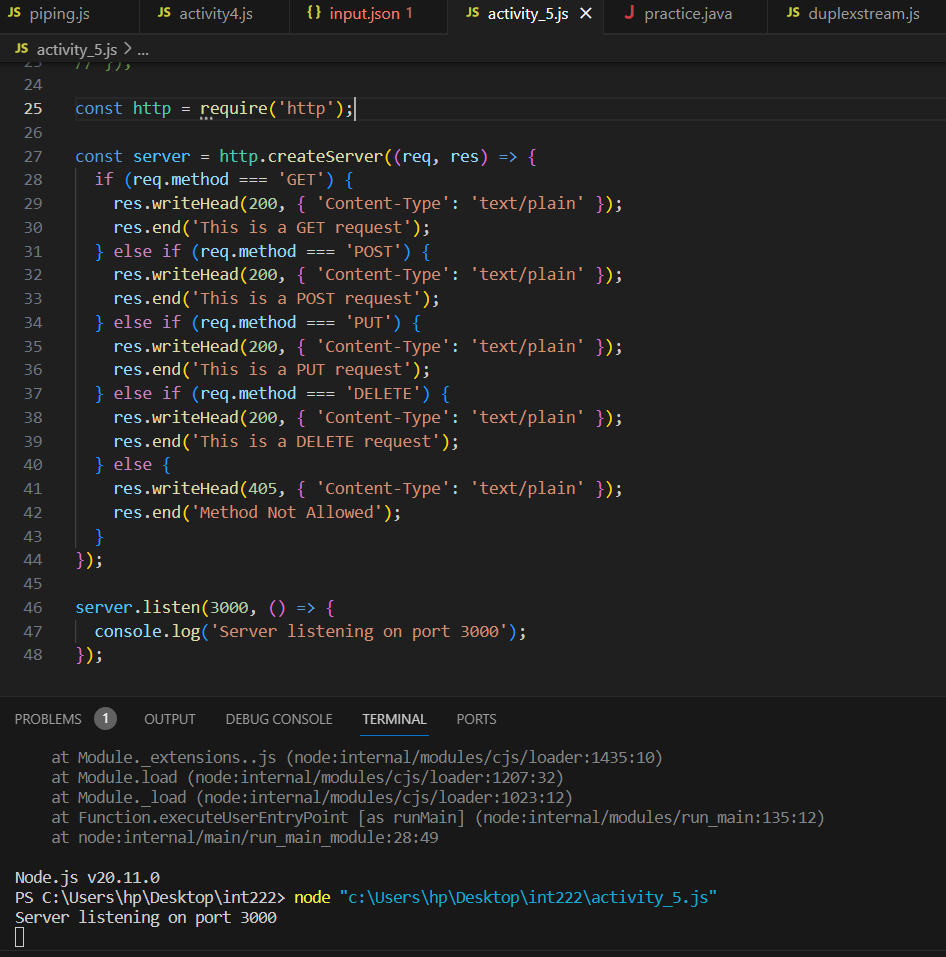 JS piping.js JS activity4.js {} input.json 1 JS activity_5.js × J practice.java JS duplexstream.js
JS activity_5.js > ...
23 // });
24
25 const http = require('http');
26
27 const server = http.createServer((req, res) => {
28 if (req.method === 'GET') {
29 res.writeHead(200, { 'Content-Type': 'text/plain' });
30 res.end('This is a GET request');
31 } else if (req.method === 'POST') {
32 res.writeHead(200, { 'Content-Type': 'text/plain' });
33 res.end('This is a POST request');
34 } else if (req.method === 'PUT') {
35 res.writeHead(200, { 'Content-Type': 'text/plain' });
36 res.end('This is a PUT request');
37 } else if (req.method === 'DELETE') {
38 res.writeHead(200, { 'Content-Type': 'text/plain' });
39 res.end('This is a DELETE request');
40 } else {
41 res.writeHead(405, { 'Content-Type': 'text/plain' });
42 res.end('Method Not Allowed');
43 }
44 });
45
46 server.listen(3000, () => {
47 console.log('Server listening on port 3000');
48 });
PROBLEMS 1 OUTPUT DEBUG CONSOLE TERMINAL PORTS
at Module._extensions..js (node:internal/modules/cjs/loader:1435:10)
at Module.load (node:internal/modules/cjs/loader:1207:32)
at Module._load (node:internal/modules/cjs/loader:1023:12)
at Function.executeUserEntryPoint [as runMain] (node:internal/modules/run_main:135:12)
at node:internal/main/run_main_module:28:49
Node.js v20.11.0
PS C:\Users\hp\Desktop\int222> node "c:\Users\hp\Desktop\int222\activity_5.js"
Server listening on port 3000